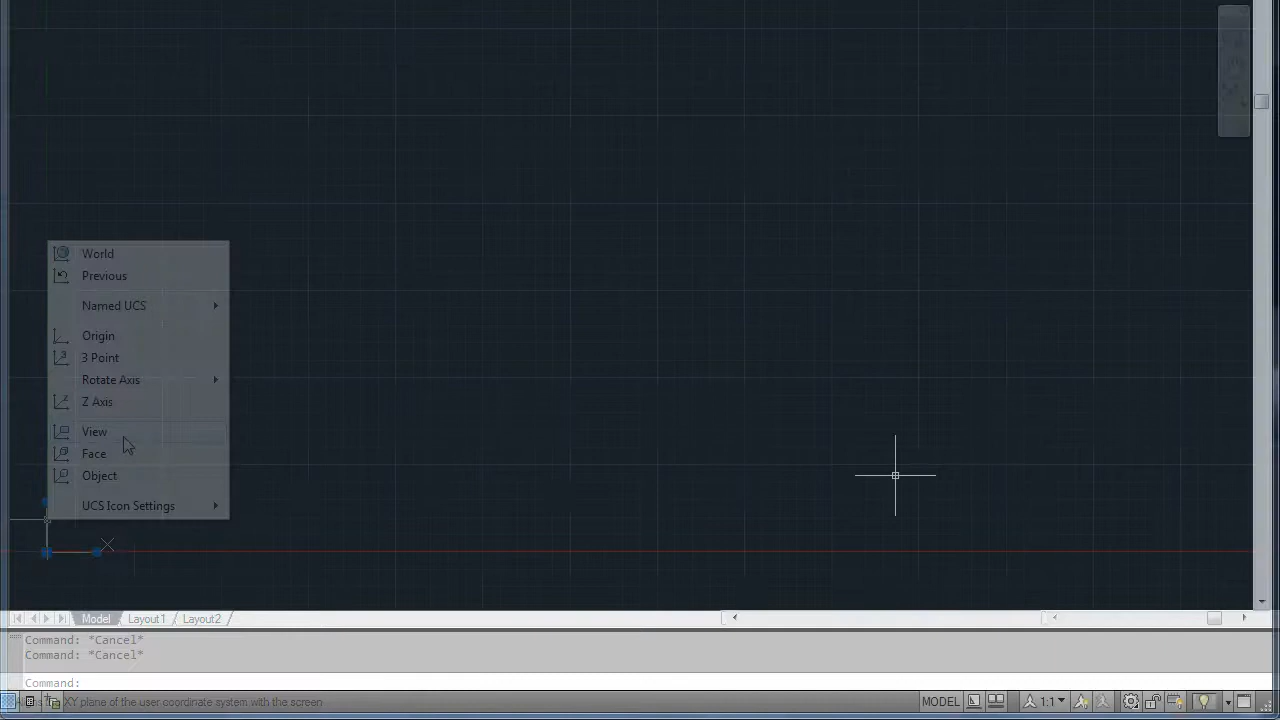 World
Previous
Named UCS
Origin
3 Point
Rotate Axis
Z Axis
View
Face
Object
UCS Icon Settings
X
Model Layout1 Layout2
Command: *Cancel*
Command: *Cancel*
Command:
XY plane of the user coordinate system with the screen
MODEL 1:1